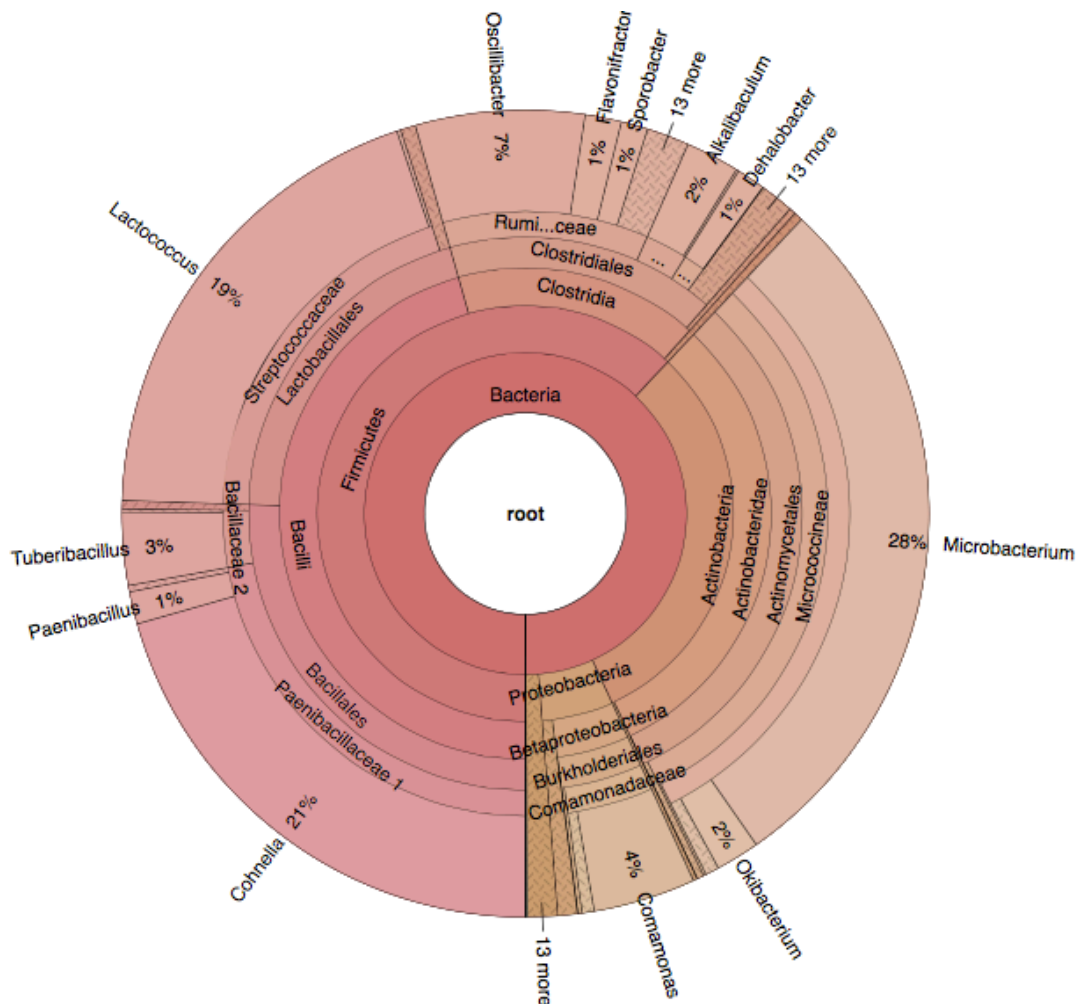 Oscillibacter
7%
Flavonifractor
1%
Sporobacter
1%
13 more
Alkalibaculum
2%
Dehalobacter
1%
13 more
Rumi...ceae
Clostridiales
...
...
Clostridia
Lactococcus
19%
Streptococcaceae
Lactobacillales
Firmicutes
Bacteria
root
Bacilli
Bacillaceae 2
Tuberibacillus
3%
Paenibacillus
1%
Bacillales
Paenibacillaceae 1
21%
Cohnella
Actinobacteria
Actinobacteridae
Actinomycetales
Micrococcineae
28%
Microbacterium
Proteobacteria
Betaproteobacteria
Burkholderiales
Comamonadaceae
2%
Okibacterium
4%
Comamonas
13 more